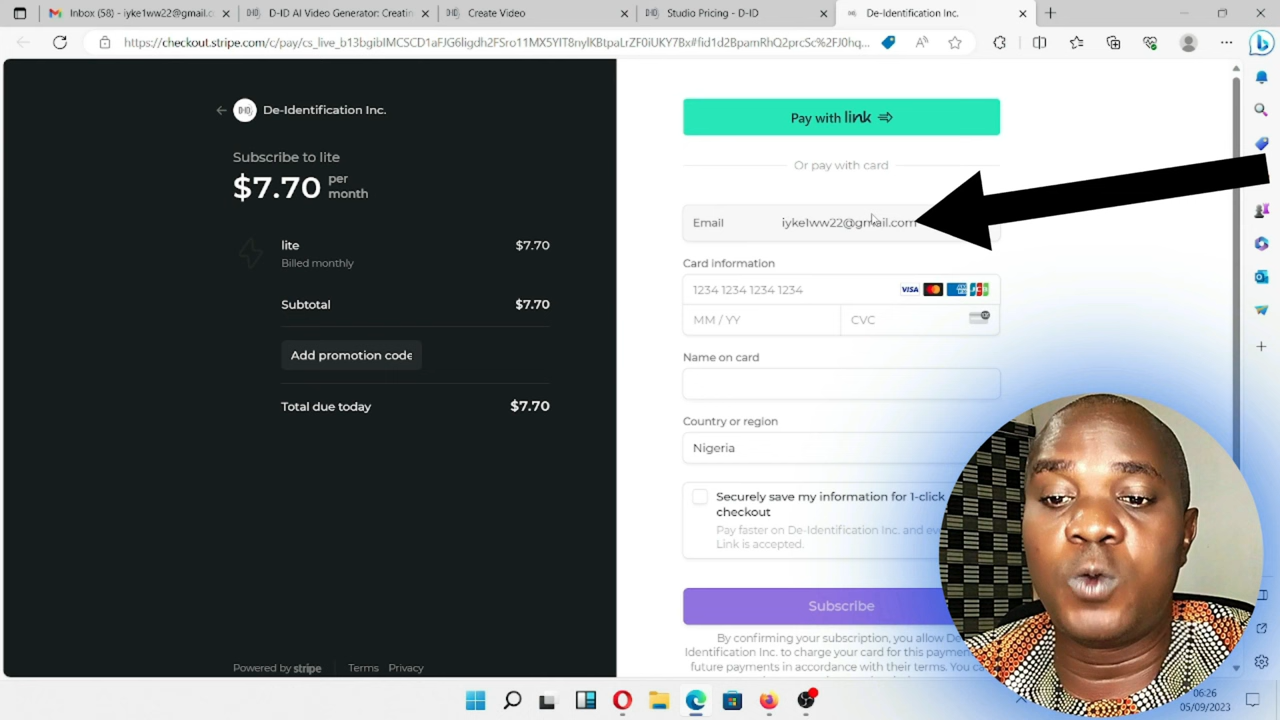 Inbox (58) - iyke1ww22@gmail.c
D-ID AI Video Generator: Creatin
Create Video
Studio Pricing - D-ID
De-Identification Inc.
https://checkout.stripe.com/c/pay/
De-Identification Inc.
Subscribe to lite
$7.70 per month
lite $7.70
Billed monthly
Subtotal $7.70
Add promotion code
Total due today $7.70
Powered by stripe Terms Privacy
Pay with link
Or pay with card
Email iyke1ww22@gmail.com
Card information
1234 1234 1234 1234 VISA
MM / YY CVC
Name on card
Country or region
Nigeria
Securely save my information for 1-click
checkout
Pay faster on De-Identification Inc. and
Link is accepted.
Subscribe
By confirming your subscription, you allow De-
Identification Inc. to charge your card for this
future payments in accordance with their terms. You
06:26
05/09/2023